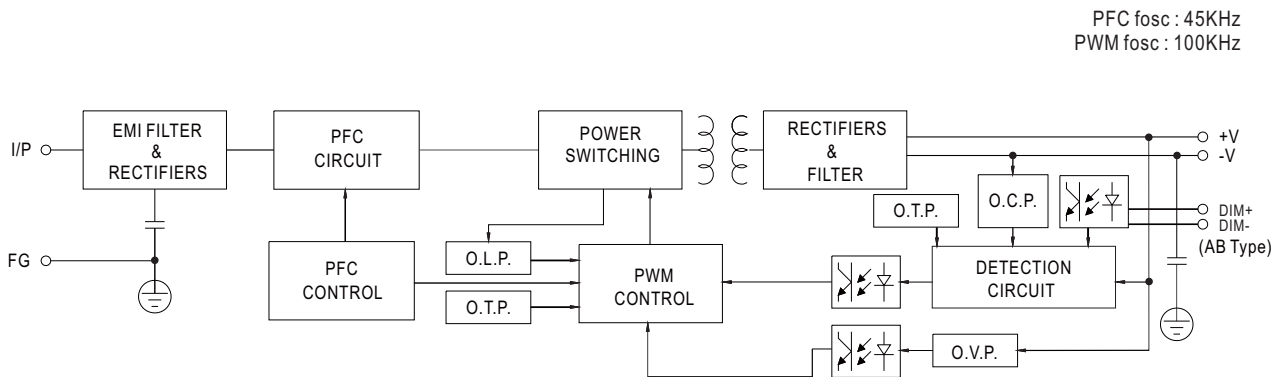 PFC fosc : 45KHz
PWM fosc : 100KHz
I/P
EMI FILTER
&
RECTIFIERS
PFC
CIRCUIT
POWER
SWITCHING
RECTIFIERS
&
FILTER
+V
-V
O.T.P.
O.C.P.
DIM+
DIM-
(AB Type)
FG
PFC
CONTROL
O.L.P.
O.T.P.
PWM
CONTROL
DETECTION
CIRCUIT
O.V.P.